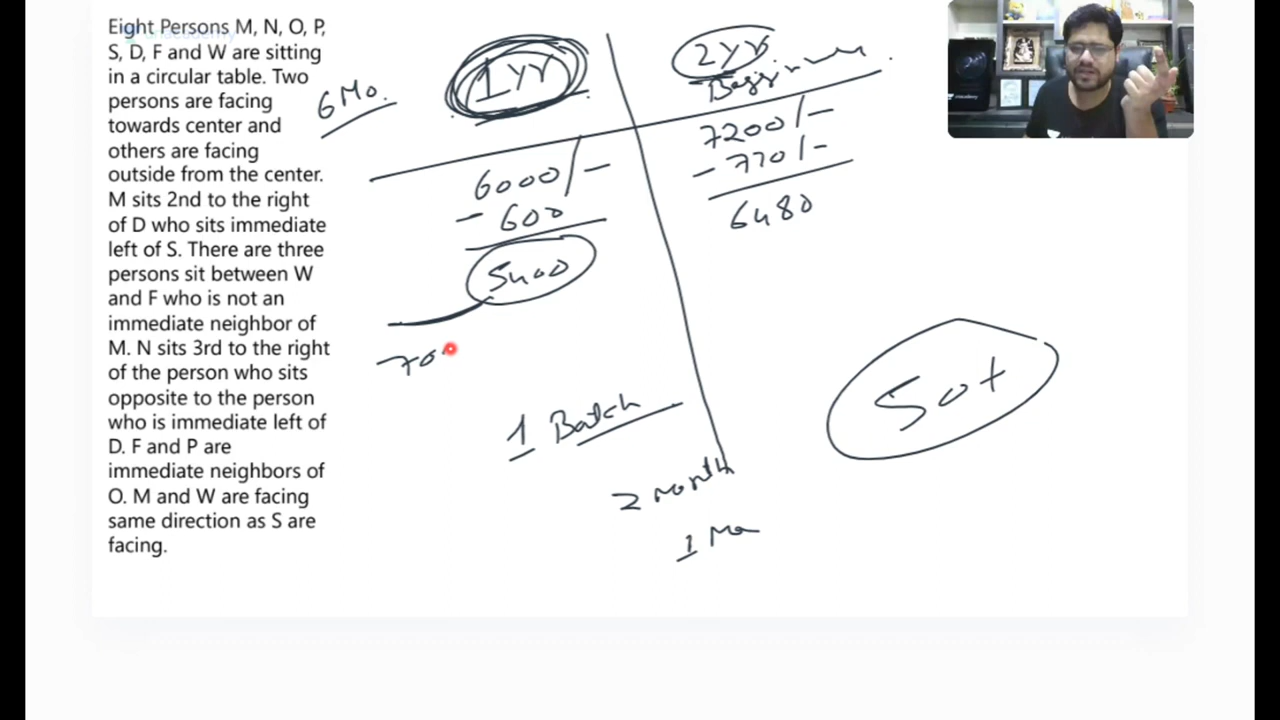 Eight Persons M, N, O, P,
S, D, F and W are sitting
in a circular table. Two
persons are facing
towards center and
others are facing
outside from the center.
M sits 2nd to the right
of D who sits immediate
left of S. There are three
persons sit between W
and F who is not an
immediate neighbor of
M. N sits 3rd to the right
of the person who sits
opposite to the person
who is immediate left of
D. F and P are
immediate neighbors of
O. M and W are facing
same direction as S are
facing.
6 Mo.
1 yr
6000/-
- 600
5400
700
2 yr
7200/-
- 720/-
6480
1 Batch
2 Month
1 Mo
50+